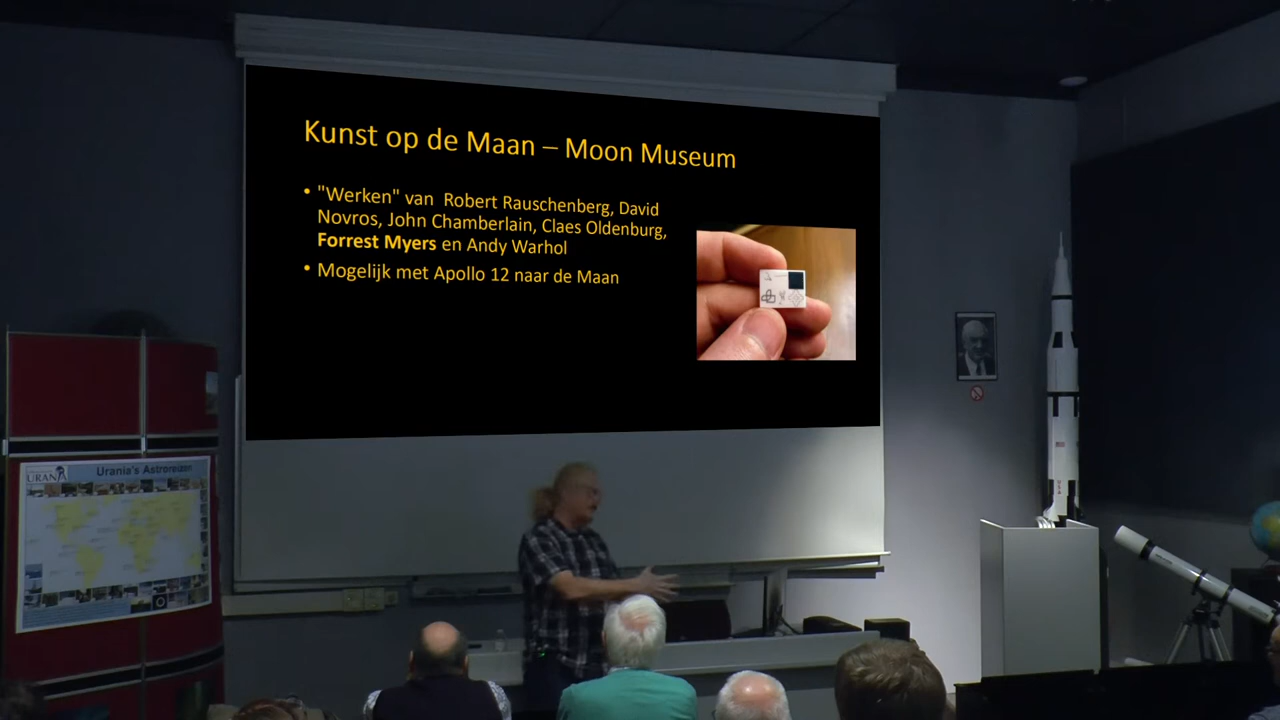 Kunst op de Maan – Moon Museum
• "Werken" van Robert Rauschenberg, David
Novros, John Chamberlain, Claes Oldenburg,
Forrest Myers en Andy Warhol
• Mogelijk met Apollo 12 naar de Maan
URANIA
Urania's Astroreizen